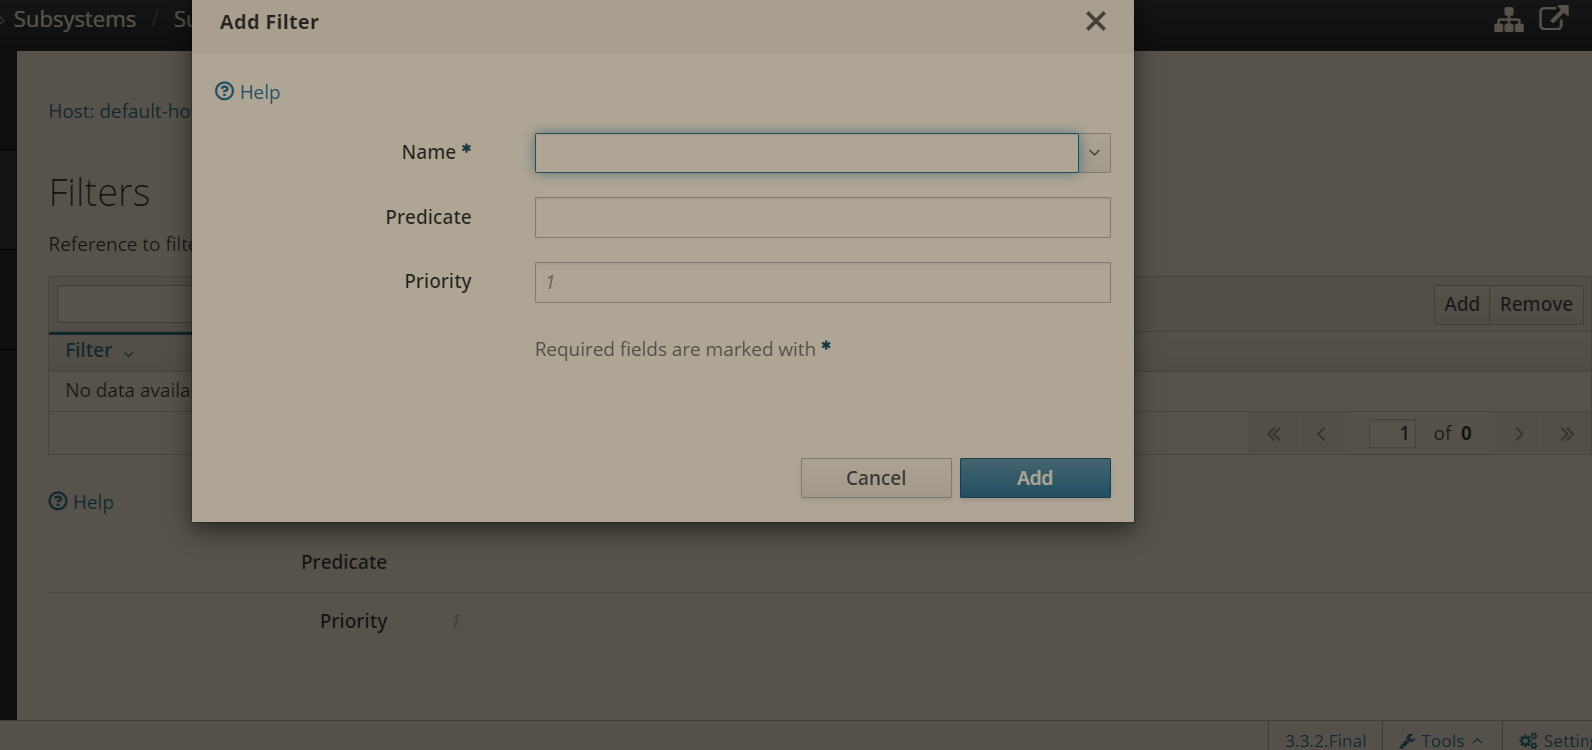 Subsystems /
Add Filter
Help
Host: default-ho
Name *
Filters
Predicate
Reference to filte
Priority 1
Add Remove
Required fields are marked with *
Filter
No data availa
1 of 0
Cancel Add
Help
Predicate
Priority 1
3.3.2.Final Tools Settin